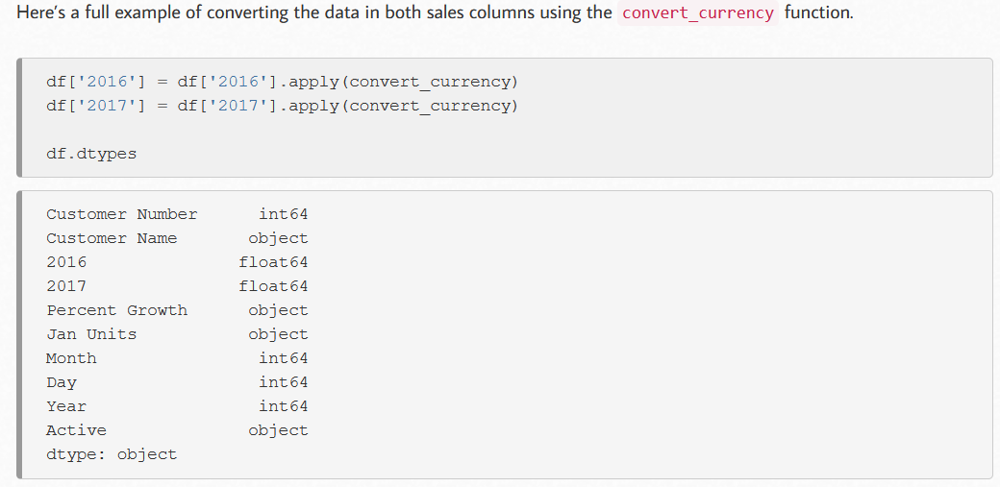 Here’s a full example of converting the data in both sales columns using the convert_currency function.
df['2016'] = df['2016'].apply(convert_currency)
df['2017'] = df['2017'].apply(convert_currency)
df.dtypes
Customer Number      int64
Customer Name       object
2016               float64
2017               float64
Percent Growth      object
Jan Units           object
Month                int64
Day                  int64
Year                 int64
Active              object
dtype: object